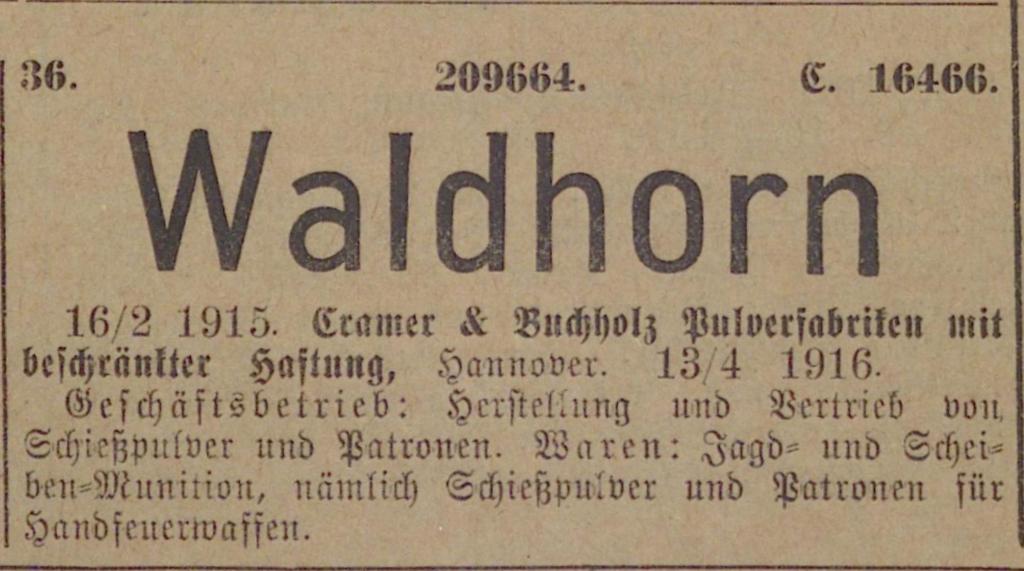 36. 209664. C. 16466.
Waldhorn
16/2 1915. Cramer & Buchholz Pulverfabriken mit
beschränkter Haftung, Hannover. 13/4 1916.
Geschäftsbetrieb: Herstellung und Vertrieb von
Schießpulver und Patronen. Waren: Jagd- und Schei-
ben-Munition, nämlich Schießpulver und Patronen für
Handfeuerwaffen.